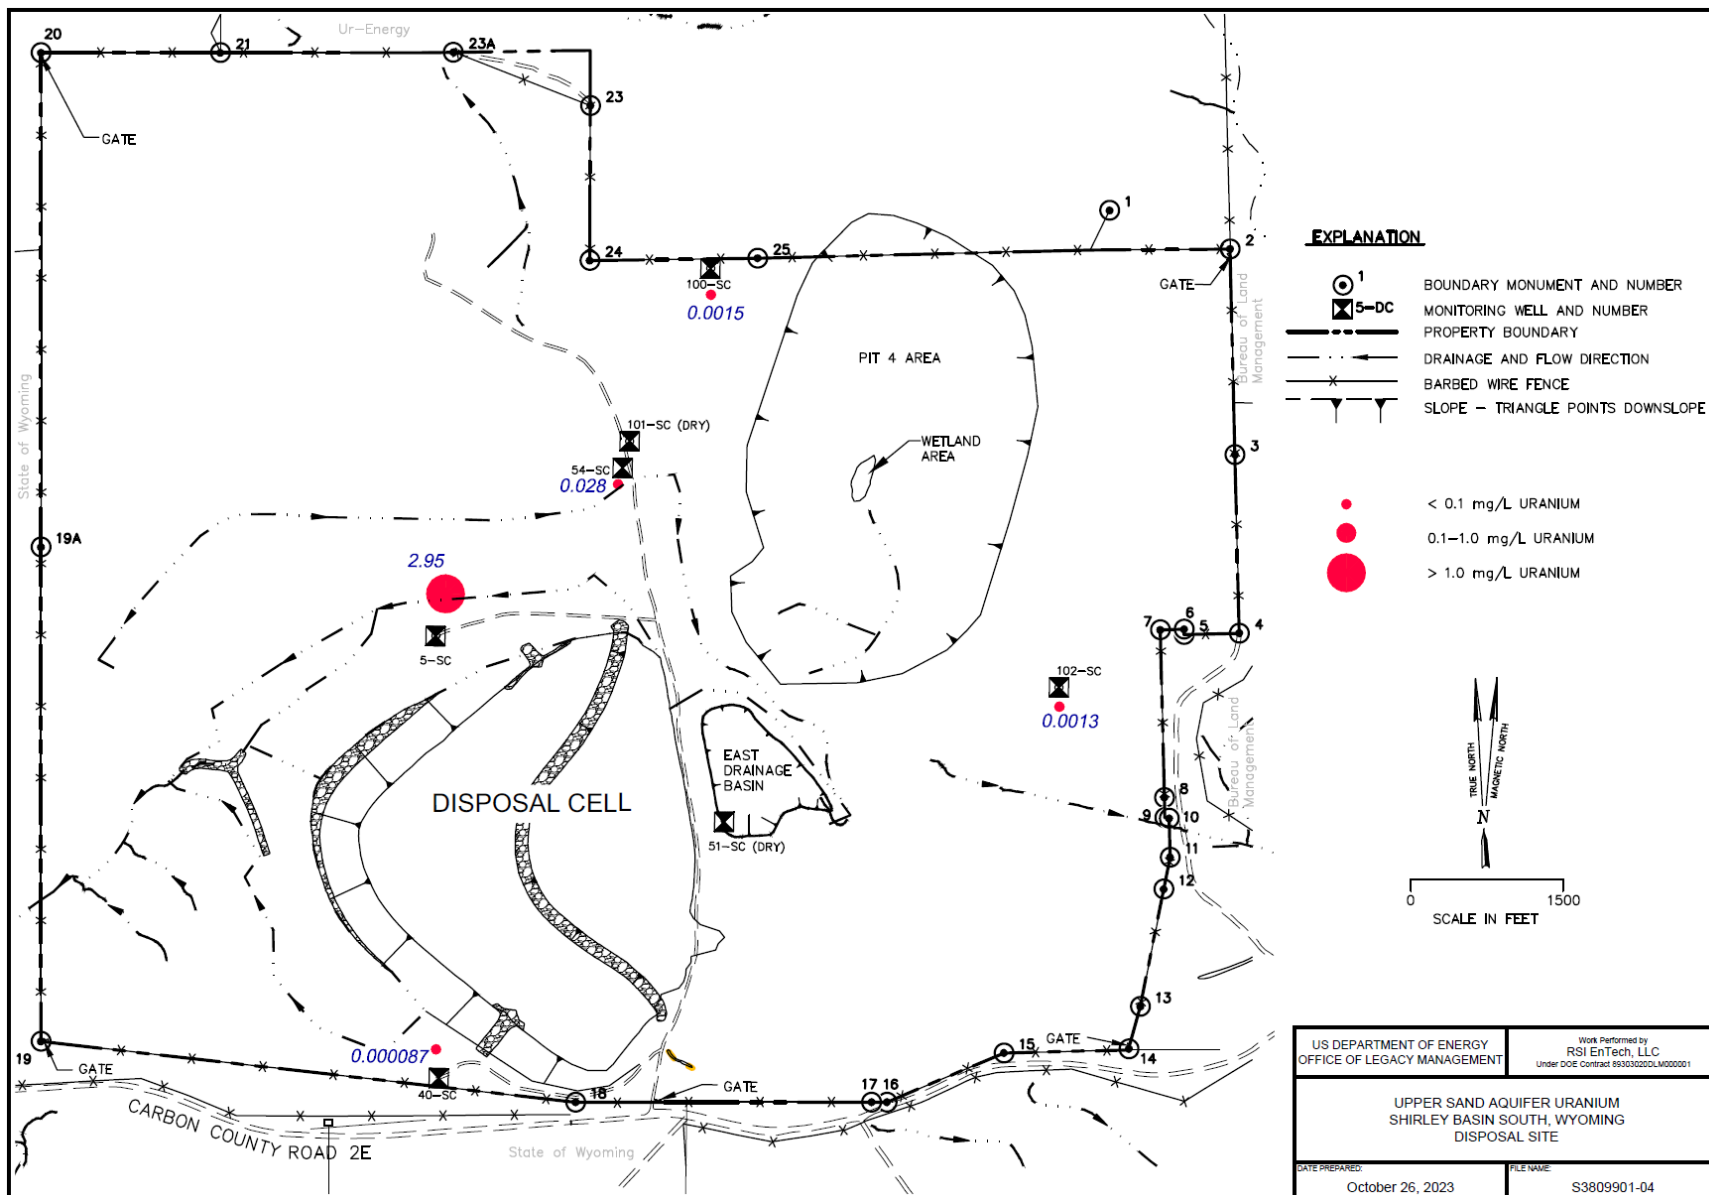 Ur-Energy
20
21
23A
23
GATE
1
2
24
25
100-SC
0.0015
GATE
Bureau of Land
Management
PIT 4 AREA
State of Wyoming
101-SC (DRY)
54-SC
0.028
WETLAND
AREA
3
19A
2.95
5-SC
7
6
5
4
102-SC
0.0013
Bureau of Land
Management
EAST
DRAINAGE
BASIN
DISPOSAL CELL
51-SC (DRY)
8
9
10
11
12
13
GATE
14
15
19
GATE
0.000087
40-SC
18
GATE
17
16
CARBON COUNTY ROAD 2E
State of Wyoming
EXPLANATION
1
BOUNDARY MONUMENT AND NUMBER
5-DC
MONITORING WELL AND NUMBER
PROPERTY BOUNDARY
DRAINAGE AND FLOW DIRECTION
BARBED WIRE FENCE
SLOPE - TRIANGLE POINTS DOWNSLOPE
< 0.1 mg/L URANIUM
0.1-1.0 mg/L URANIUM
> 1.0 mg/L URANIUM
TRUE NORTH
MAGNETIC NORTH
N
0
1500
SCALE IN FEET
US DEPARTMENT OF ENERGY
OFFICE OF LEGACY MANAGEMENT
Work Performed by
RSI EnTech, LLC
Under DOE Contract 89303020DLM000001
UPPER SAND AQUIFER URANIUM
SHIRLEY BASIN SOUTH, WYOMING
DISPOSAL SITE
DATE PREPARED:
October 26, 2023
FILE NAME:
S3809901-04